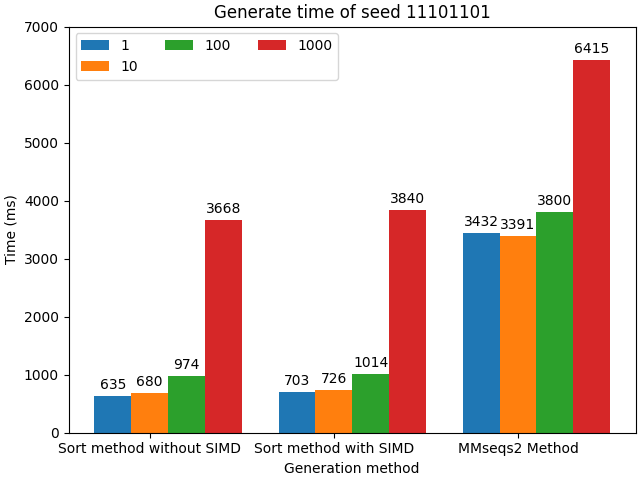 Generate time of seed 11101101
7000
6000
5000
4000
3000
2000
1000
0
Time (ms)
1 100 1000
10
635 680 974 3668
703 726 1014 3840
3432 3391 3800 6415
Sort method without SIMD Sort method with SIMD MMseqs2 Method
Generation method